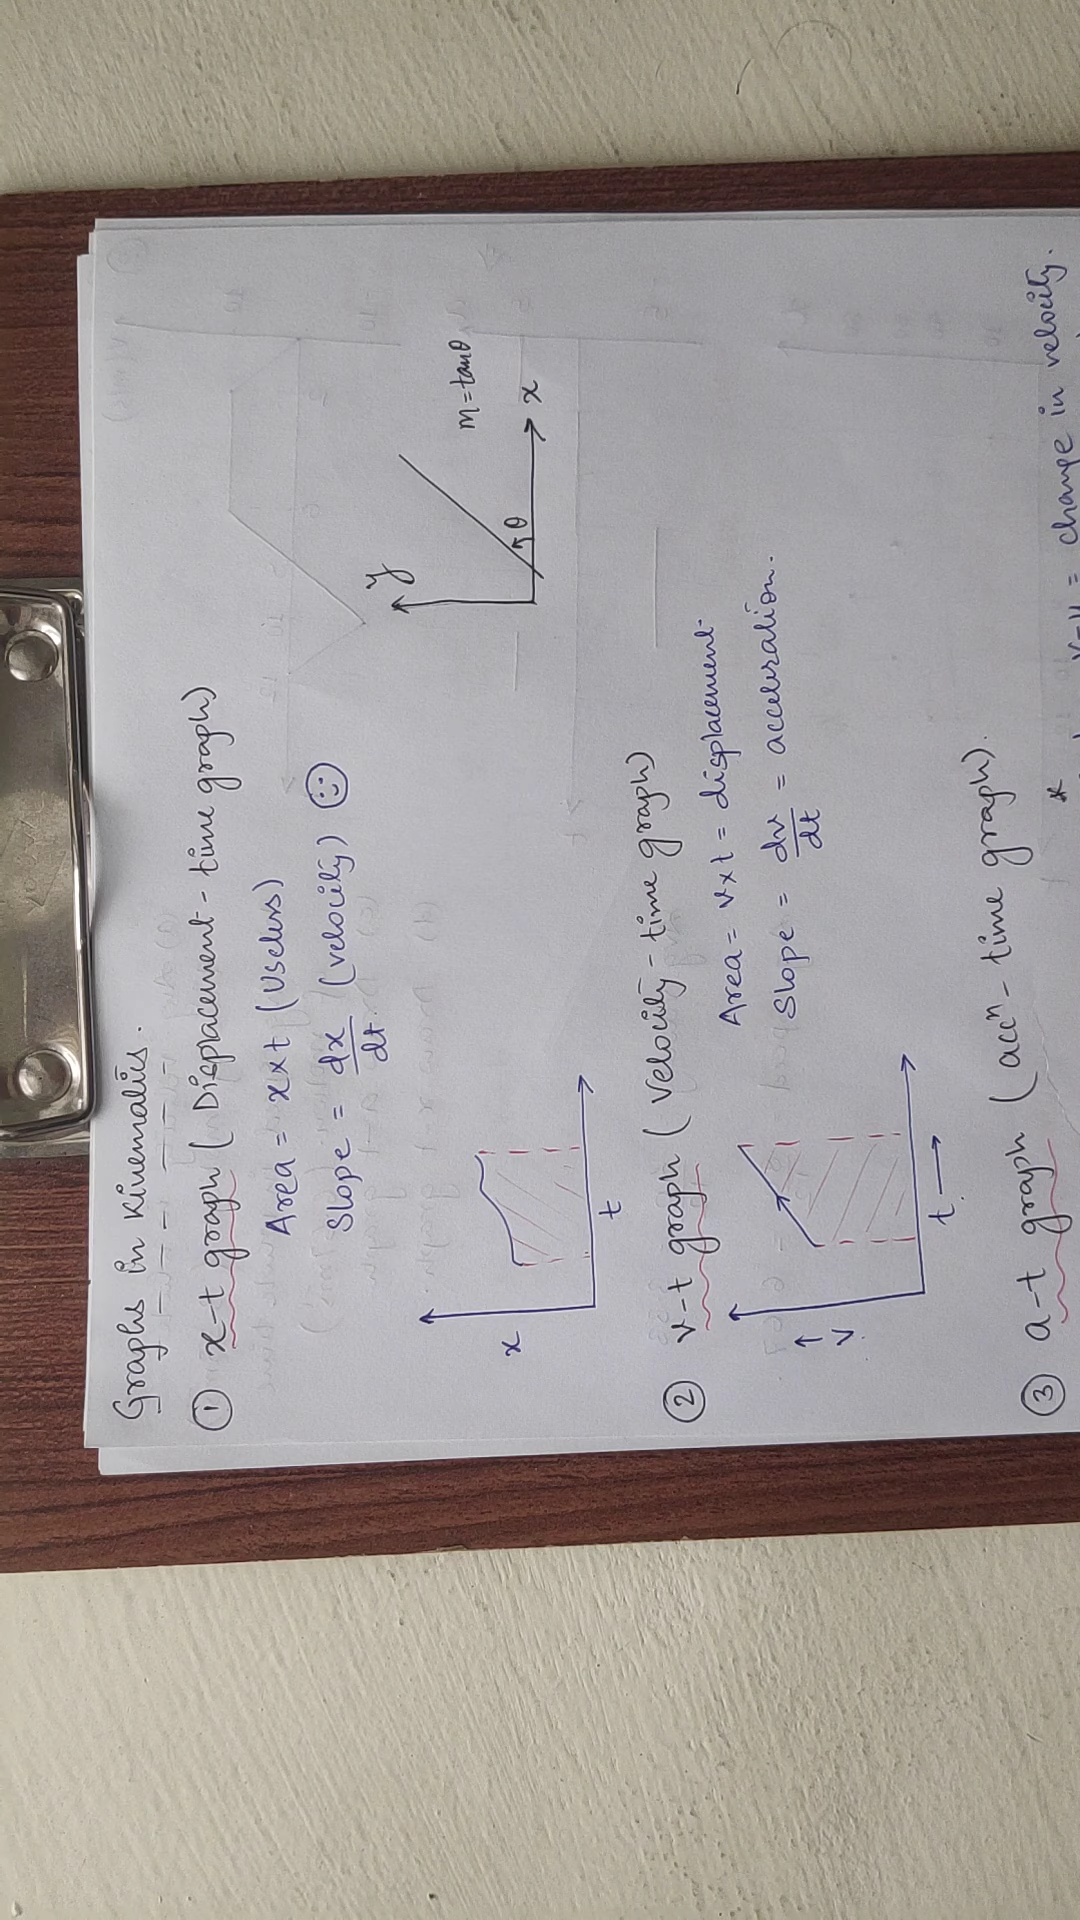 Graphs in kinematics.
① x-t graph (Displacement-time graph)
Area = x x t (Useless)
Slope = dx/dt (velocity)
y
m=tanθ
θ
x
x
t
② v-t graph (velocity-time graph)
Area = v x t = displacement.
Slope = dv/dt = acceleration.
v
t
③ a-t graph (accⁿ-time graph).
v-u = change in velocity.